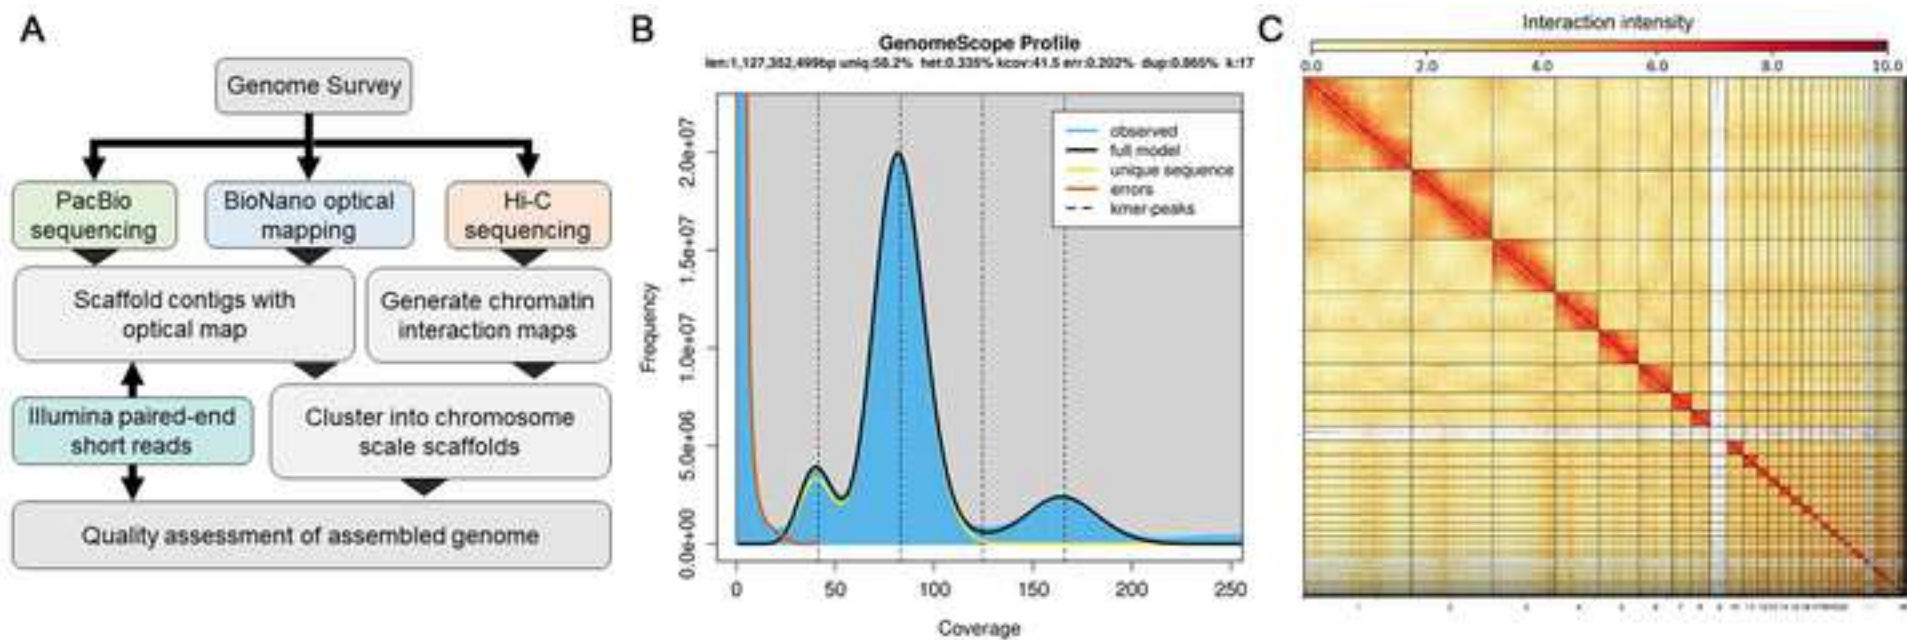 A
Genome Survey
PacBio
sequencing
BioNano optical
mapping
Hi-C
sequencing
Scaffold contigs with
optical map
Generate chromatin
interaction maps
Illumina paired-end
short reads
Cluster into chromosome
scale scaffolds
Quality assessment of assembled genome
B
GenomeScope Profile
len:1,127,352,499bp uniq:58.2% het:0.335% kcov:41.5 err:0.202% dup:0.865% k:17
Frequency
0.0e+00
5.0e+06
1.0e+07
1.5e+07
2.0e+07
observed
full model
unique sequence
errors
kmer-peaks
0
50
100
150
200
250
Coverage
C
Interaction intensity
0.0
2.0
4.0
6.0
8.0
10.0
1
2
3
4
5
6
7
8
9